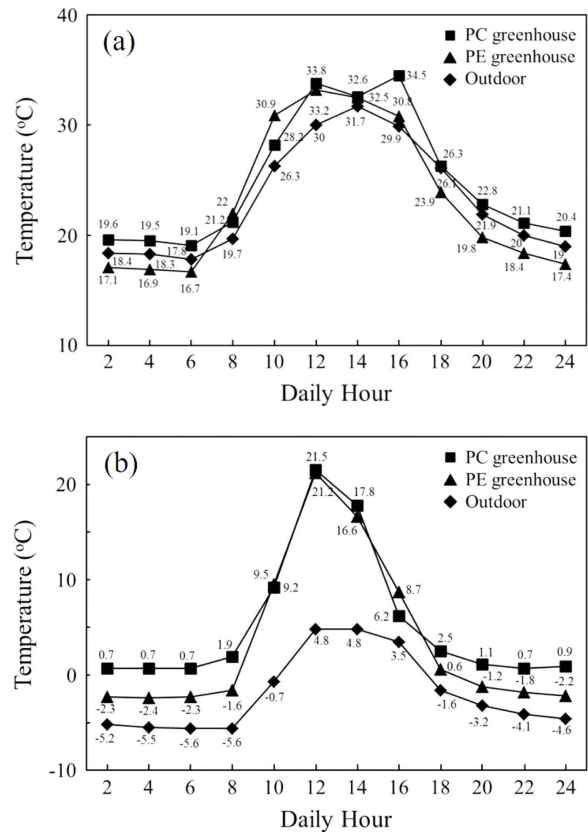 (a)
PC greenhouse
PE greenhouse
Outdoor
Temperature (°C)
40
30
20
10
33.8
32.6
34.5
30.9
32.5
30.8
33.2
31.7
28.2
30
29.9
26.3
26.3
26.1
22
23.9
21.2
22.8
19.6 19.5 19.1
21.9
21.1
20.4
19.7
19.8
20
19
18.4 18.3 17.8
18.4
17.4
17.1 16.9 16.7
2 4 6 8 10 12 14 16 18 20 22 24
Daily Hour
(b)
PC greenhouse
PE greenhouse
Outdoor
Temperature (°C)
20
10
0
-10
21.5
21.2
17.8
16.6
9.5
9.2
8.7
6.2
4.8 4.8
3.5
2.5
1.9
0.7 0.7 0.7
1.1 0.7 0.9
0.6
-0.7
-1.2 -1.8 -2.2
-2.3 -2.4 -2.3 -1.6
-1.6
-3.2 -4.1 -4.6
-5.2 -5.5 -5.6 -5.6
2 4 6 8 10 12 14 16 18 20 22 24
Daily Hour